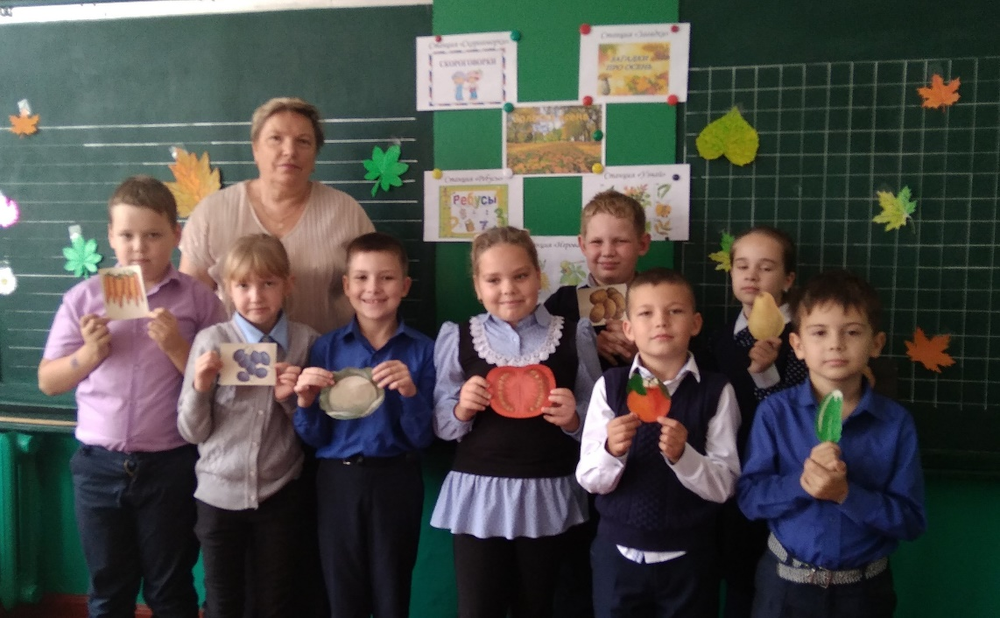 Станция «Скороговорки»
СКОРОГОВОРКИ
Станция «Загадки»
ЗАГАДКИ
ПРО ОСЕНЬ
Станция «Ребусы»
Ребусы
Станция «Узнай»